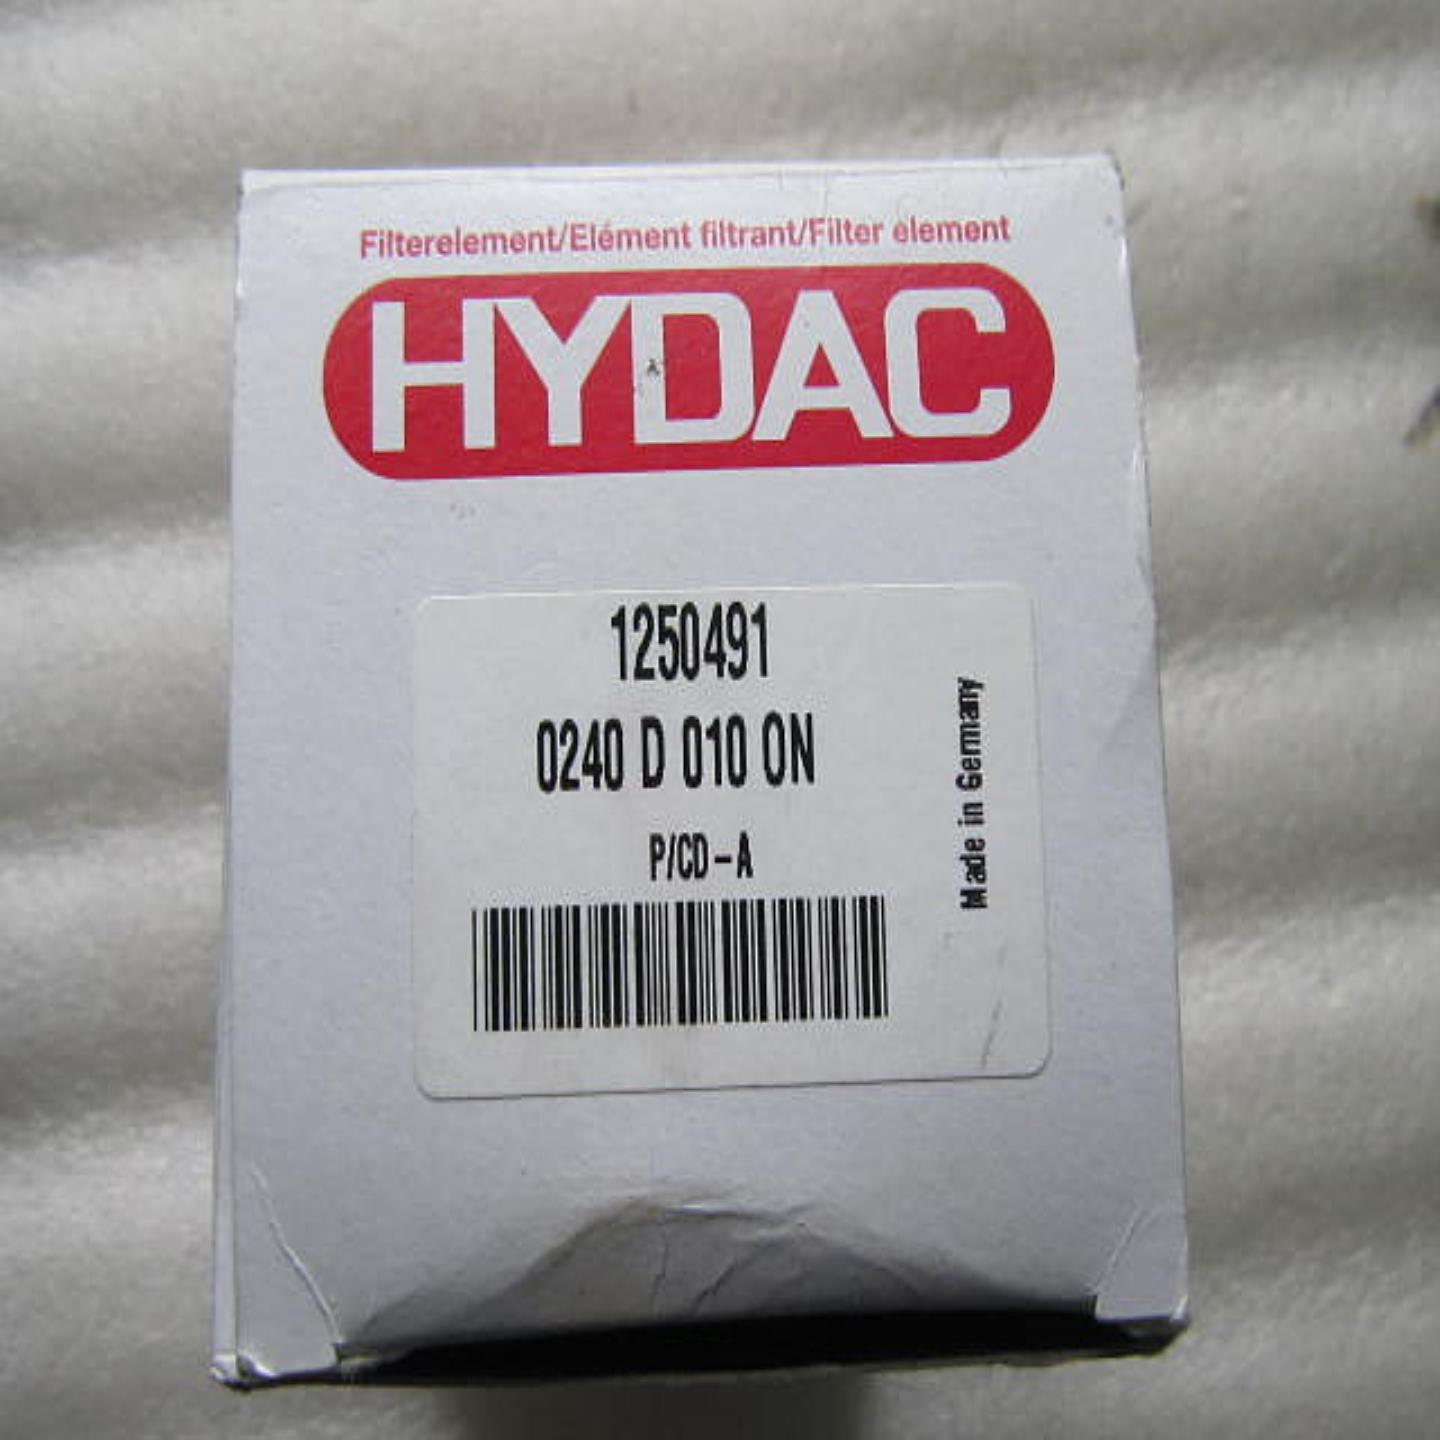 Filterelement/Elément filtrant/Filter element
HYDAC
1250491
0240 D 010 ON
P/CD-A
Made in Germany